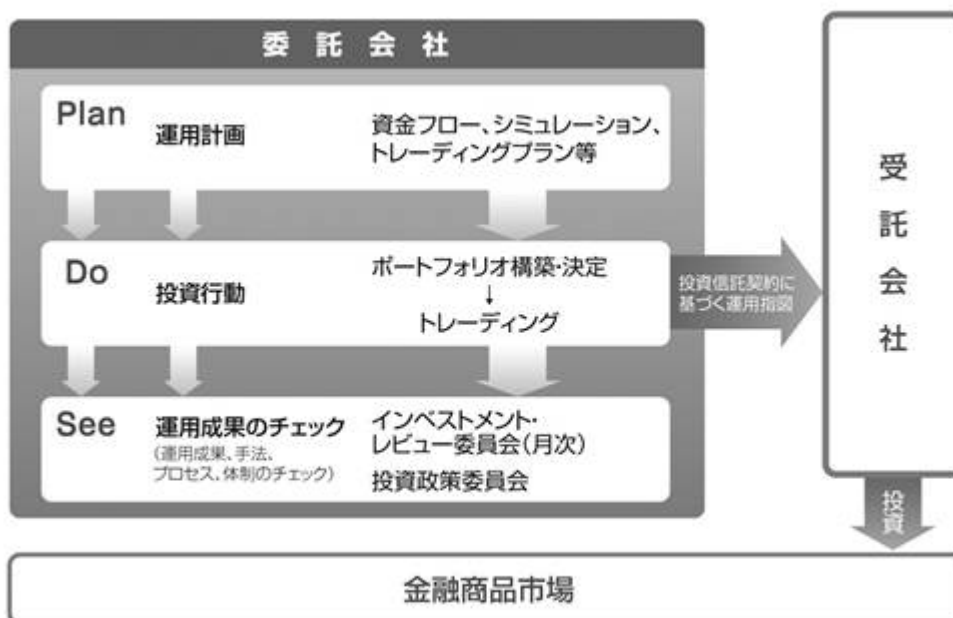 委託会社
Plan
運用計画
資金フロー、シミュレーション、
トレーディングプラン等
Do
投資行動
ポートフォリオ構築・決定
↓
トレーディング
投資信託契約に
基づく運用指図
See
運用成果のチェック
(運用成果、手法、
プロセス、体制のチェック)
インベストメント・
レビュー委員会(月次)
投資政策委員会
受託会社
投資
金融商品市場